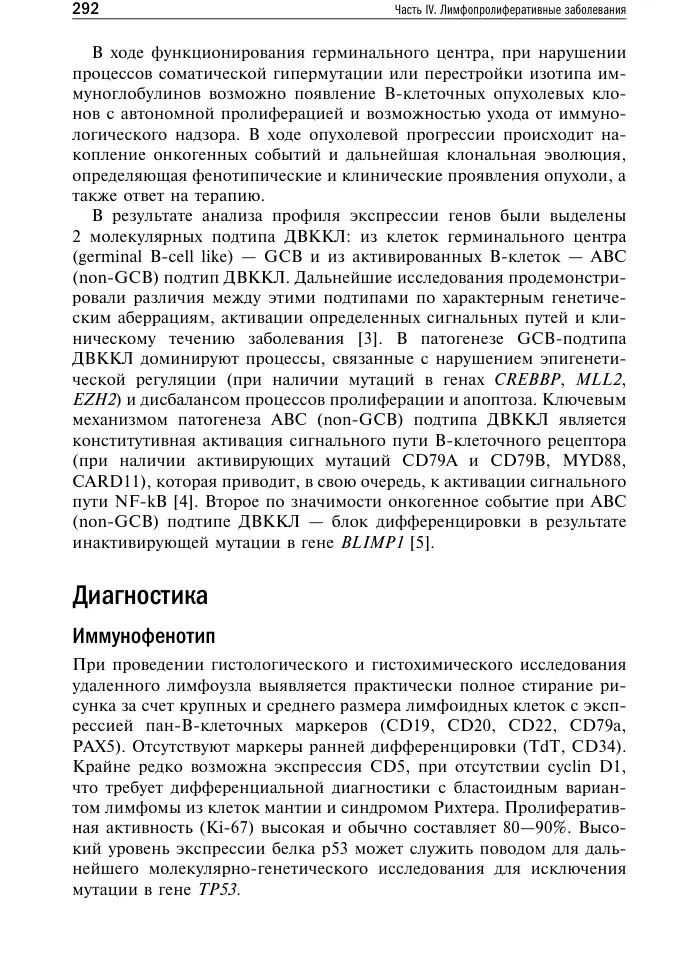 292
Часть IV. Лимфопролиферативные заболевания
В ходе функционирования герминального центра, при нарушении
процессов соматической гипермутации или перестройки изотипа им-
муноглобулинов возможно появление В-клеточных опухолевых кло-
нов с автономной пролиферацией и возможностью ухода от иммуно-
логического надзора. В ходе опухолевой прогрессии происходит на-
копление онкогенных событий и дальнейшая клональная эволюция,
определяющая фенотипические и клинические проявления опухоли, а
также ответ на терапию.
В результате анализа профиля экспрессии генов были выделены
2 молекулярных подтипа ДВККЛ: из клеток герминального центра
(germinal B-cell like) — GCB и из активированных В-клеток — ABC
(non-GCB) подтип ДВККЛ. Дальнейшие исследования продемонстри-
ровали различия между этими подтипами по характерным генетиче-
ским аберрациям, активации определенных сигнальных путей и кли-
ническому течению заболевания [3]. В патогенезе GCB-подтипа
ДВККЛ доминируют процессы, связанные с нарушением эпигенети-
ческой регуляции (при наличии мутаций в генах CREBBP, MLL2,
EZH2) и дисбалансом процессов пролиферации и апоптоза. Ключевым
механизмом патогенеза ABC (non-GCB) подтипа ДВККЛ является
конститутивная активация сигнального пути В-клеточного рецептора
(при наличии активирующих мутаций CD79A и CD79B, MYD88,
CARD11), которая приводит, в свою очередь, к активации сигнального
пути NF-kB [4]. Второе по значимости онкогенное событие при ABC
(non-GCB) подтипе ДВККЛ — блок дифференцировки в результате
инактивирующей мутации в гене BLIMP1 [5].
Диагностика
Иммунофенотип
При проведении гистологического и гистохимического исследования
удаленного лимфоузла выявляется практически полное стирание ри-
сунка за счет крупных и среднего размера лимфоидных клеток с эксп-
рессией пан-В-клеточных маркеров (CD19, CD20, CD22, CD79a,
PAX5). Отсутствуют маркеры ранней дифференцировки (TdT, CD34).
Крайне редко возможна экспрессия CD5, при отсутствии cyclin D1,
что требует дифференциальной диагностики с бластоидным вариан-
том лимфомы из клеток мантии и синдромом Рихтера. Пролифератив-
ная активность (Ki-67) высокая и обычно составляет 80—90%. Высо-
кий уровень экспрессии белка p53 может служить поводом для даль-
нейшего молекулярно-генетического исследования для исключения
мутации в гене TP53.